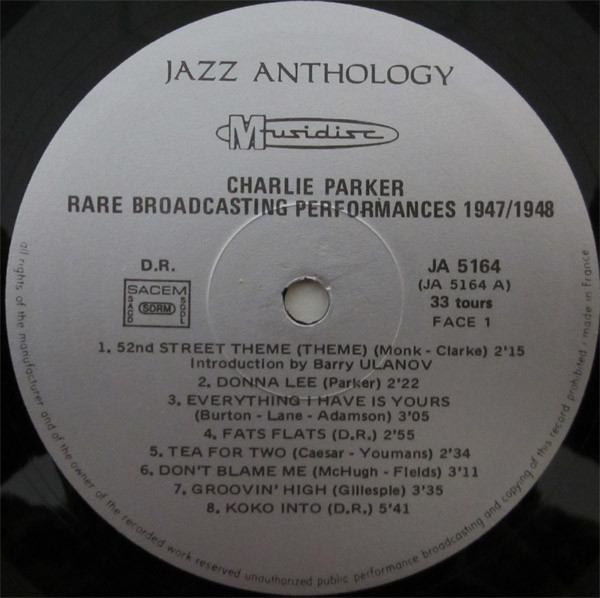 JAZZ ANTHOLOGY
Musidisc
CHARLIE PARKER
RARE BROADCASTING PERFORMANCES 1947/1948
D.R.
SACEM
SACD
SDRM
SGDL
JA 5164
(JA 5164 A)
33 tours
FACE 1
1. 52nd STREET THEME (THEME) (Monk - Clarke) 2'15
Introduction by Barry ULANOV
2. DONNA LEE (Parker) 2'22
3. EVERYTHING I HAVE IS YOURS
(Burton - Lane - Adamson) 3'05
4. FATS FLATS (D.R.) 2'55
5. TEA FOR TWO (Caesar - Youmans) 2'34
6. DON'T BLAME ME (McHugh - Fields) 3'11
7. GROOVIN' HIGH (Gillespie) 3'35
8. KOKO INTO (D.R.) 5'41
all rights of the manufacturer and of the owner of the recorded work reserved unauthorized public performance broadcasting and copying of this record prohibited / made in France